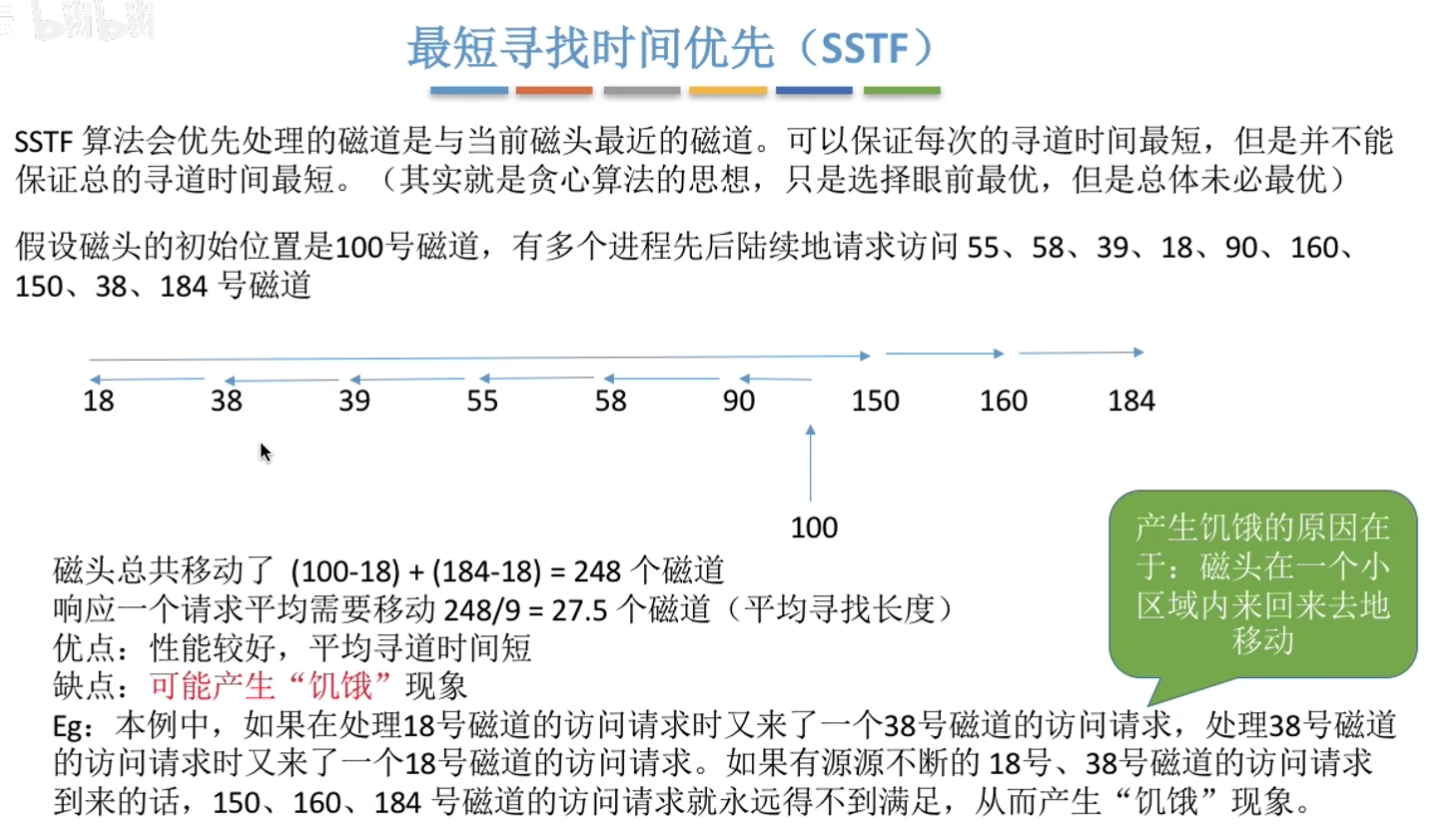 bilibili
最短寻找时间优先（SSTF）
SSTF 算法会优先处理的磁道是与当前磁头最近的磁道。可以保证每次的寻道时间最短，但是并不能
保证总的寻道时间最短。（其实就是贪心算法的思想，只是选择眼前最优，但是总体未必最优）
假设磁头的初始位置是100号磁道，有多个进程先后陆续地请求访问 55、58、39、18、90、160、
150、38、184 号磁道
18 38 39 55 58 90 150 160 184
100
产生饥饿的原因在
于：磁头在一个小
区域内来回来去地
移动
磁头总共移动了 (100-18) + (184-18) = 248 个磁道
响应一个请求平均需要移动 248/9 = 27.5 个磁道（平均寻找长度）
优点：性能较好，平均寻道时间短
缺点：可能产生“饥饿”现象
Eg：本例中，如果在处理18号磁道的访问请求时又来了一个38号磁道的访问请求，处理38号磁道
的访问请求时又来了一个18号磁道的访问请求。如果有源源不断的 18号、38号磁道的访问请求
到来的话，150、160、184 号磁道的访问请求就永远得不到满足，从而产生“饥饿”现象。